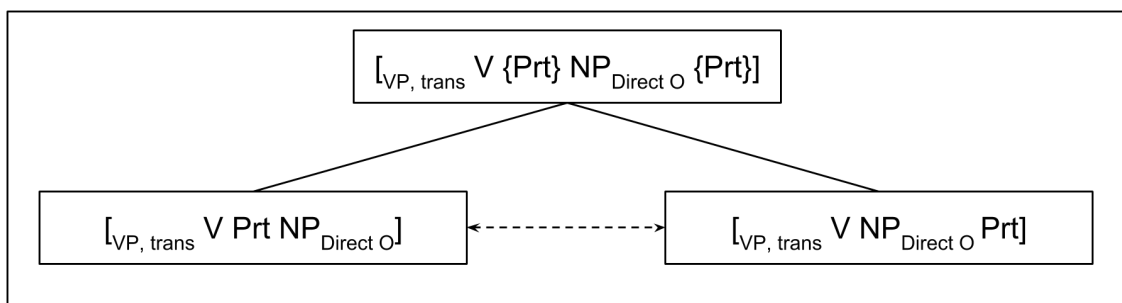 [VP, trans V {Prt} NPDirect O {Prt}]
[VP, trans V Prt NPDirect O]
[VP, trans V NPDirect O Prt]